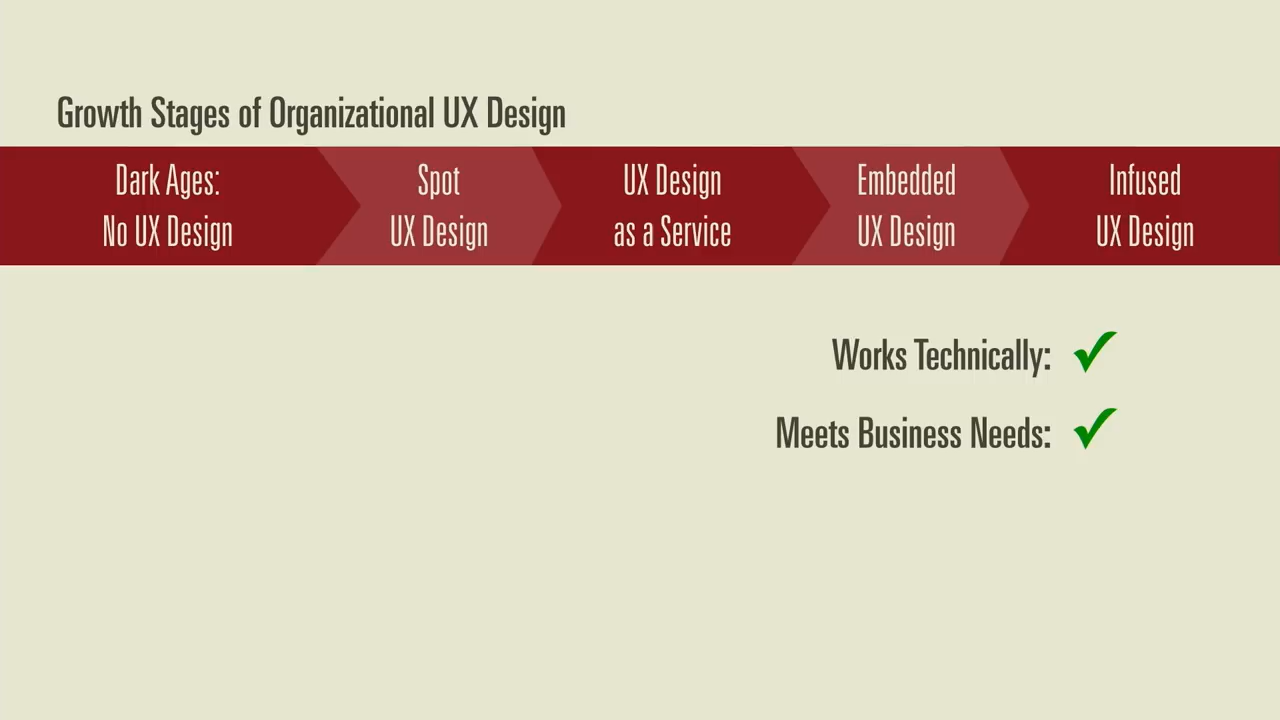 Growth Stages of Organizational UX Design
Dark Ages:
No UX Design
Spot
UX Design
UX Design
as a Service
Embedded
UX Design
Infused
UX Design
Works Technically: ✓
Meets Business Needs: ✓